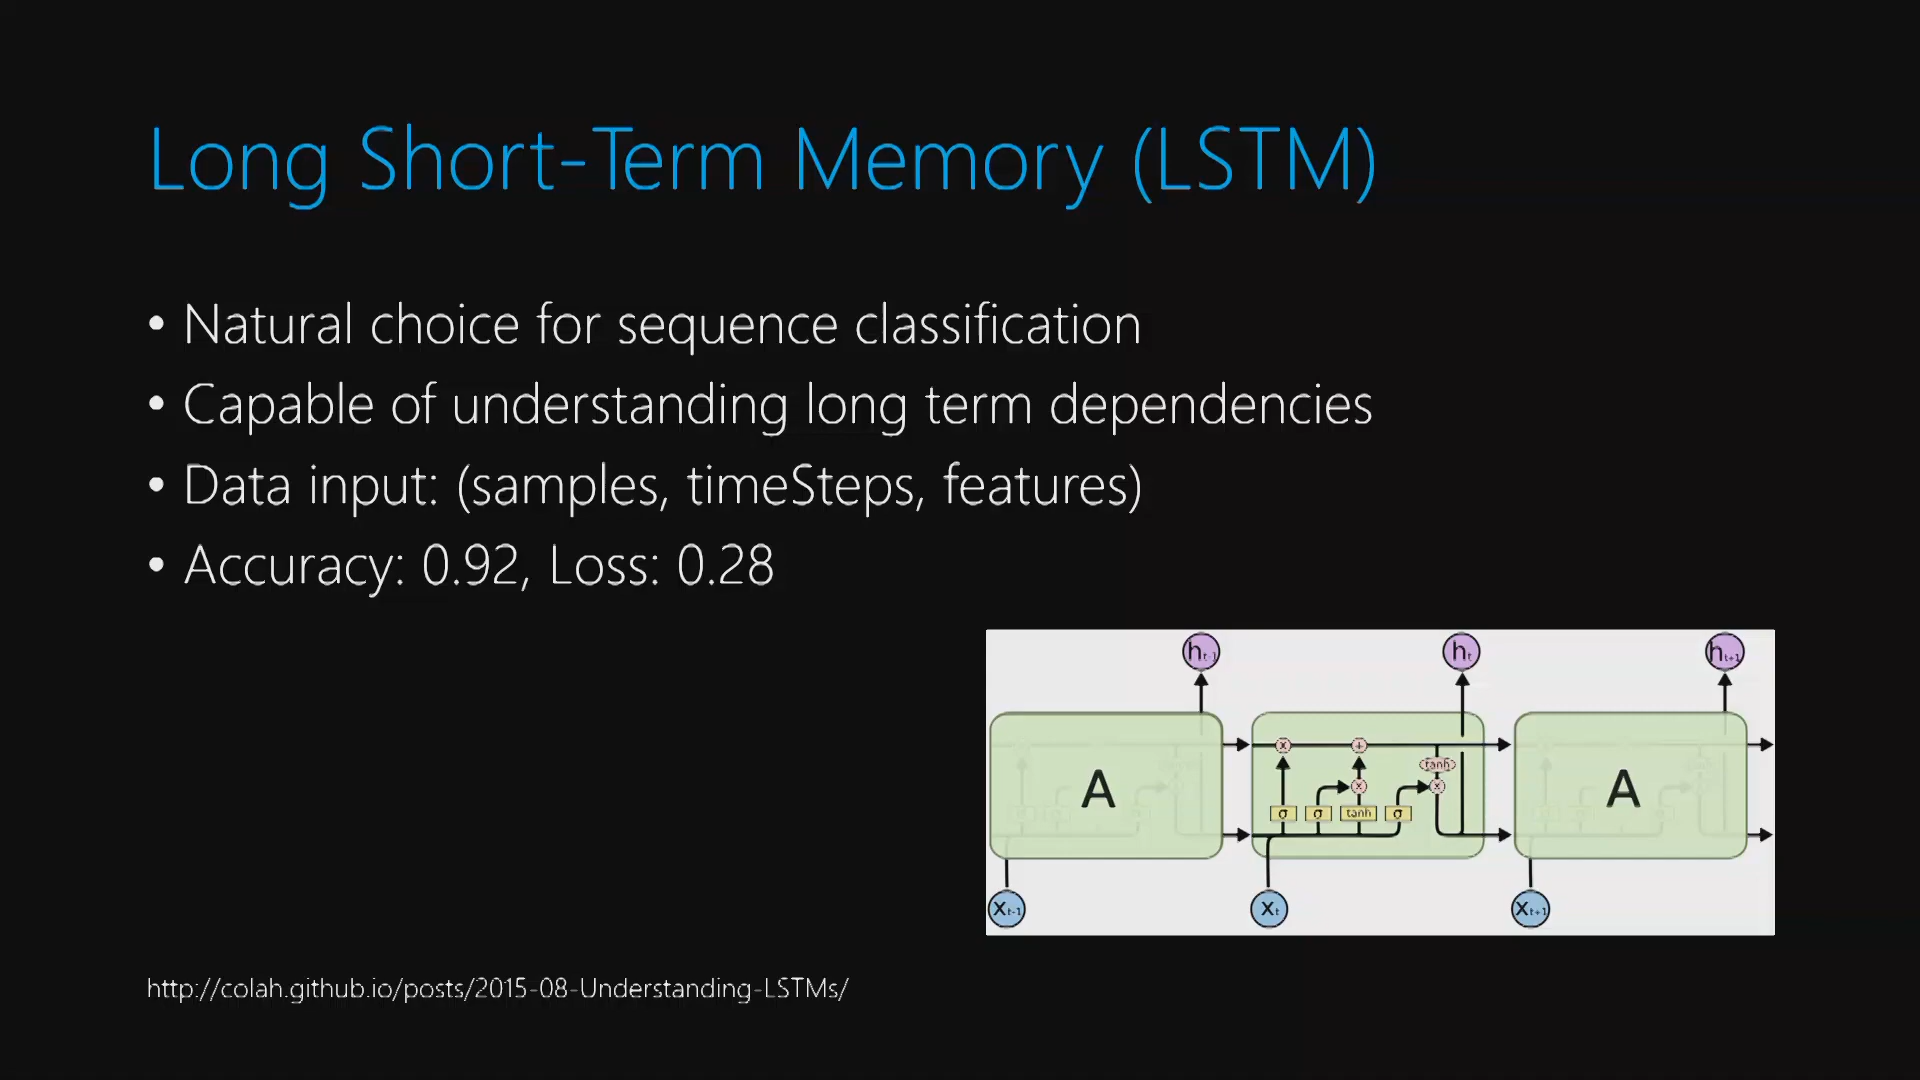 Long Short-Term Memory (LSTM)
• Natural choice for sequence classification
• Capable of understanding long term dependencies
• Data input: (samples, timeSteps, features)
• Accuracy: 0.92, Loss: 0.28
h t-1 h t h t+1
x + tanh
A x x A
σ σ tanh σ
X t-1 X t X t+1
http://colah.github.io/posts/2015-08-Understanding-LSTMs/